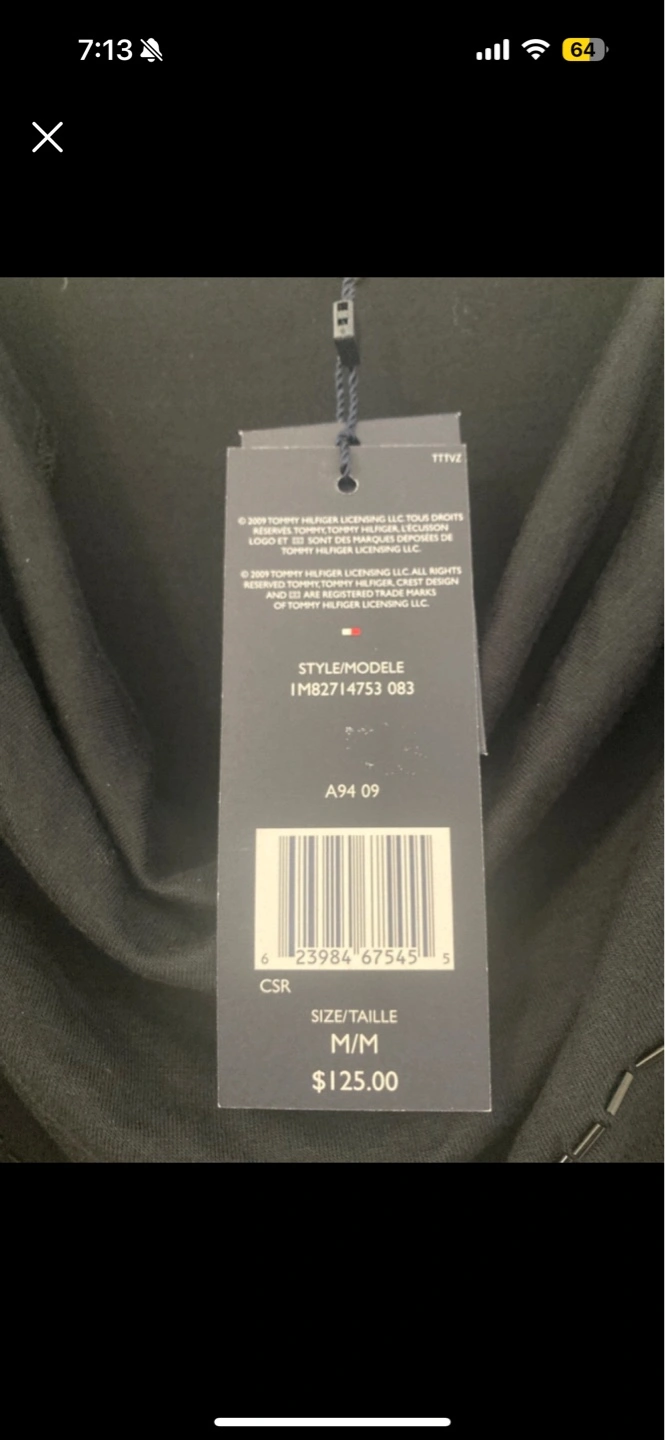 7:13
64
TTTVZ
© 2009 TOMMY HILFIGER LICENSING LLC. TOUS DROITS
RÉSERVÉS. TOMMY, TOMMY HILFIGER, L'ÉCUSSON
LOGO ET SONT DES MARQUES DÉPOSÉES DE
TOMMY HILFIGER LICENSING LLC.
© 2009 TOMMY HILFIGER LICENSING LLC. ALL RIGHTS
RESERVED. TOMMY, TOMMY HILFIGER, CREST DESIGN
AND ARE REGISTERED TRADE MARKS
OF TOMMY HILFIGER LICENSING LLC.
STYLE/MODELE
1M82714753 083
A94 09
6 23984 67545 5
CSR
SIZE/TAILLE
M/M
$125.00